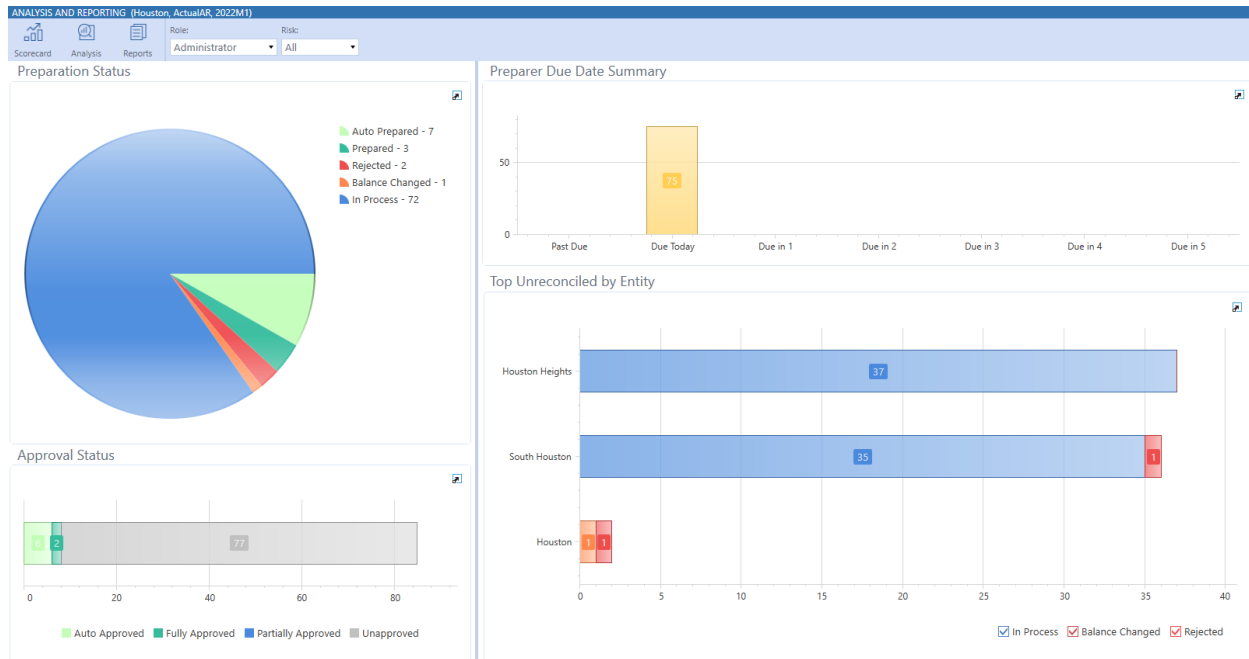 ANALYSIS AND REPORTING (Houston, ActualAR, 2022M1)
Scorecard
Analysis
Reports
Role:
Administrator
Risk:
All
Preparation Status
Auto Prepared - 7
Prepared - 3
Rejected - 2
Balance Changed - 1
In Process - 72
Approval Status
6 2 77
0 20 40 60 80
Auto Approved Fully Approved Partially Approved Unapproved
Preparer Due Date Summary
50
75
0
Past Due Due Today Due in 1 Due in 2 Due in 3 Due in 4 Due in 5
Top Unreconciled by Entity
Houston Heights 37
South Houston 35 1
Houston 1 1
0 5 10 15 20 25 30 35 40
In Process Balance Changed Rejected